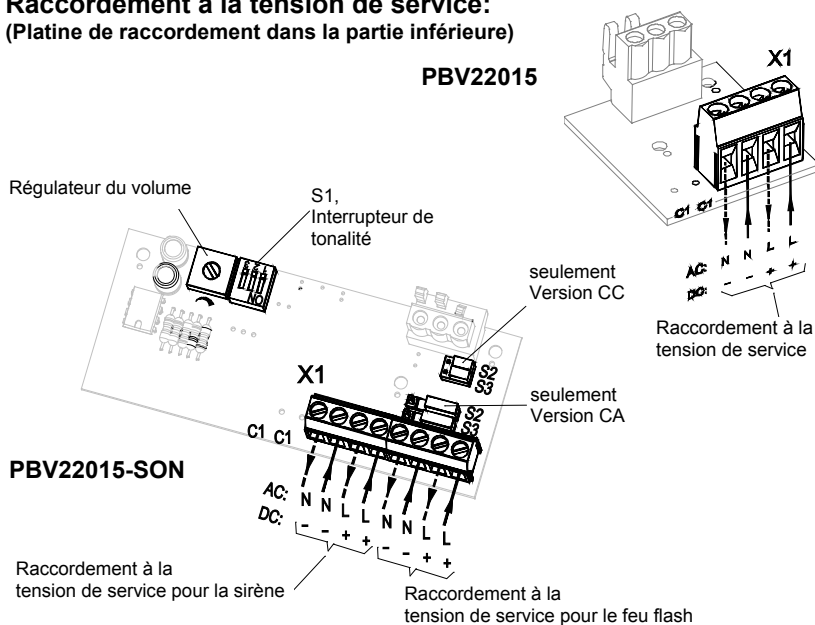 Raccordement à la tension de service:
(Platine de raccordement dans la partie inférieure)
PBV22015
X1
C1 C1
AC: N N L L
DC: - - + +
Raccordement à la
tension de service
Régulateur du volume
S1,
Interrupteur de
tonalité
NO
seulement
Version CC
S2
S3
seulement
Version CA
S2
S3
X1
C1 C1
PBV22015-SON
AC: N N L L N N L L
DC: - - + + - - + +
Raccordement à la
tension de service pour la sirène
Raccordement à la
tension de service pour le feu flash